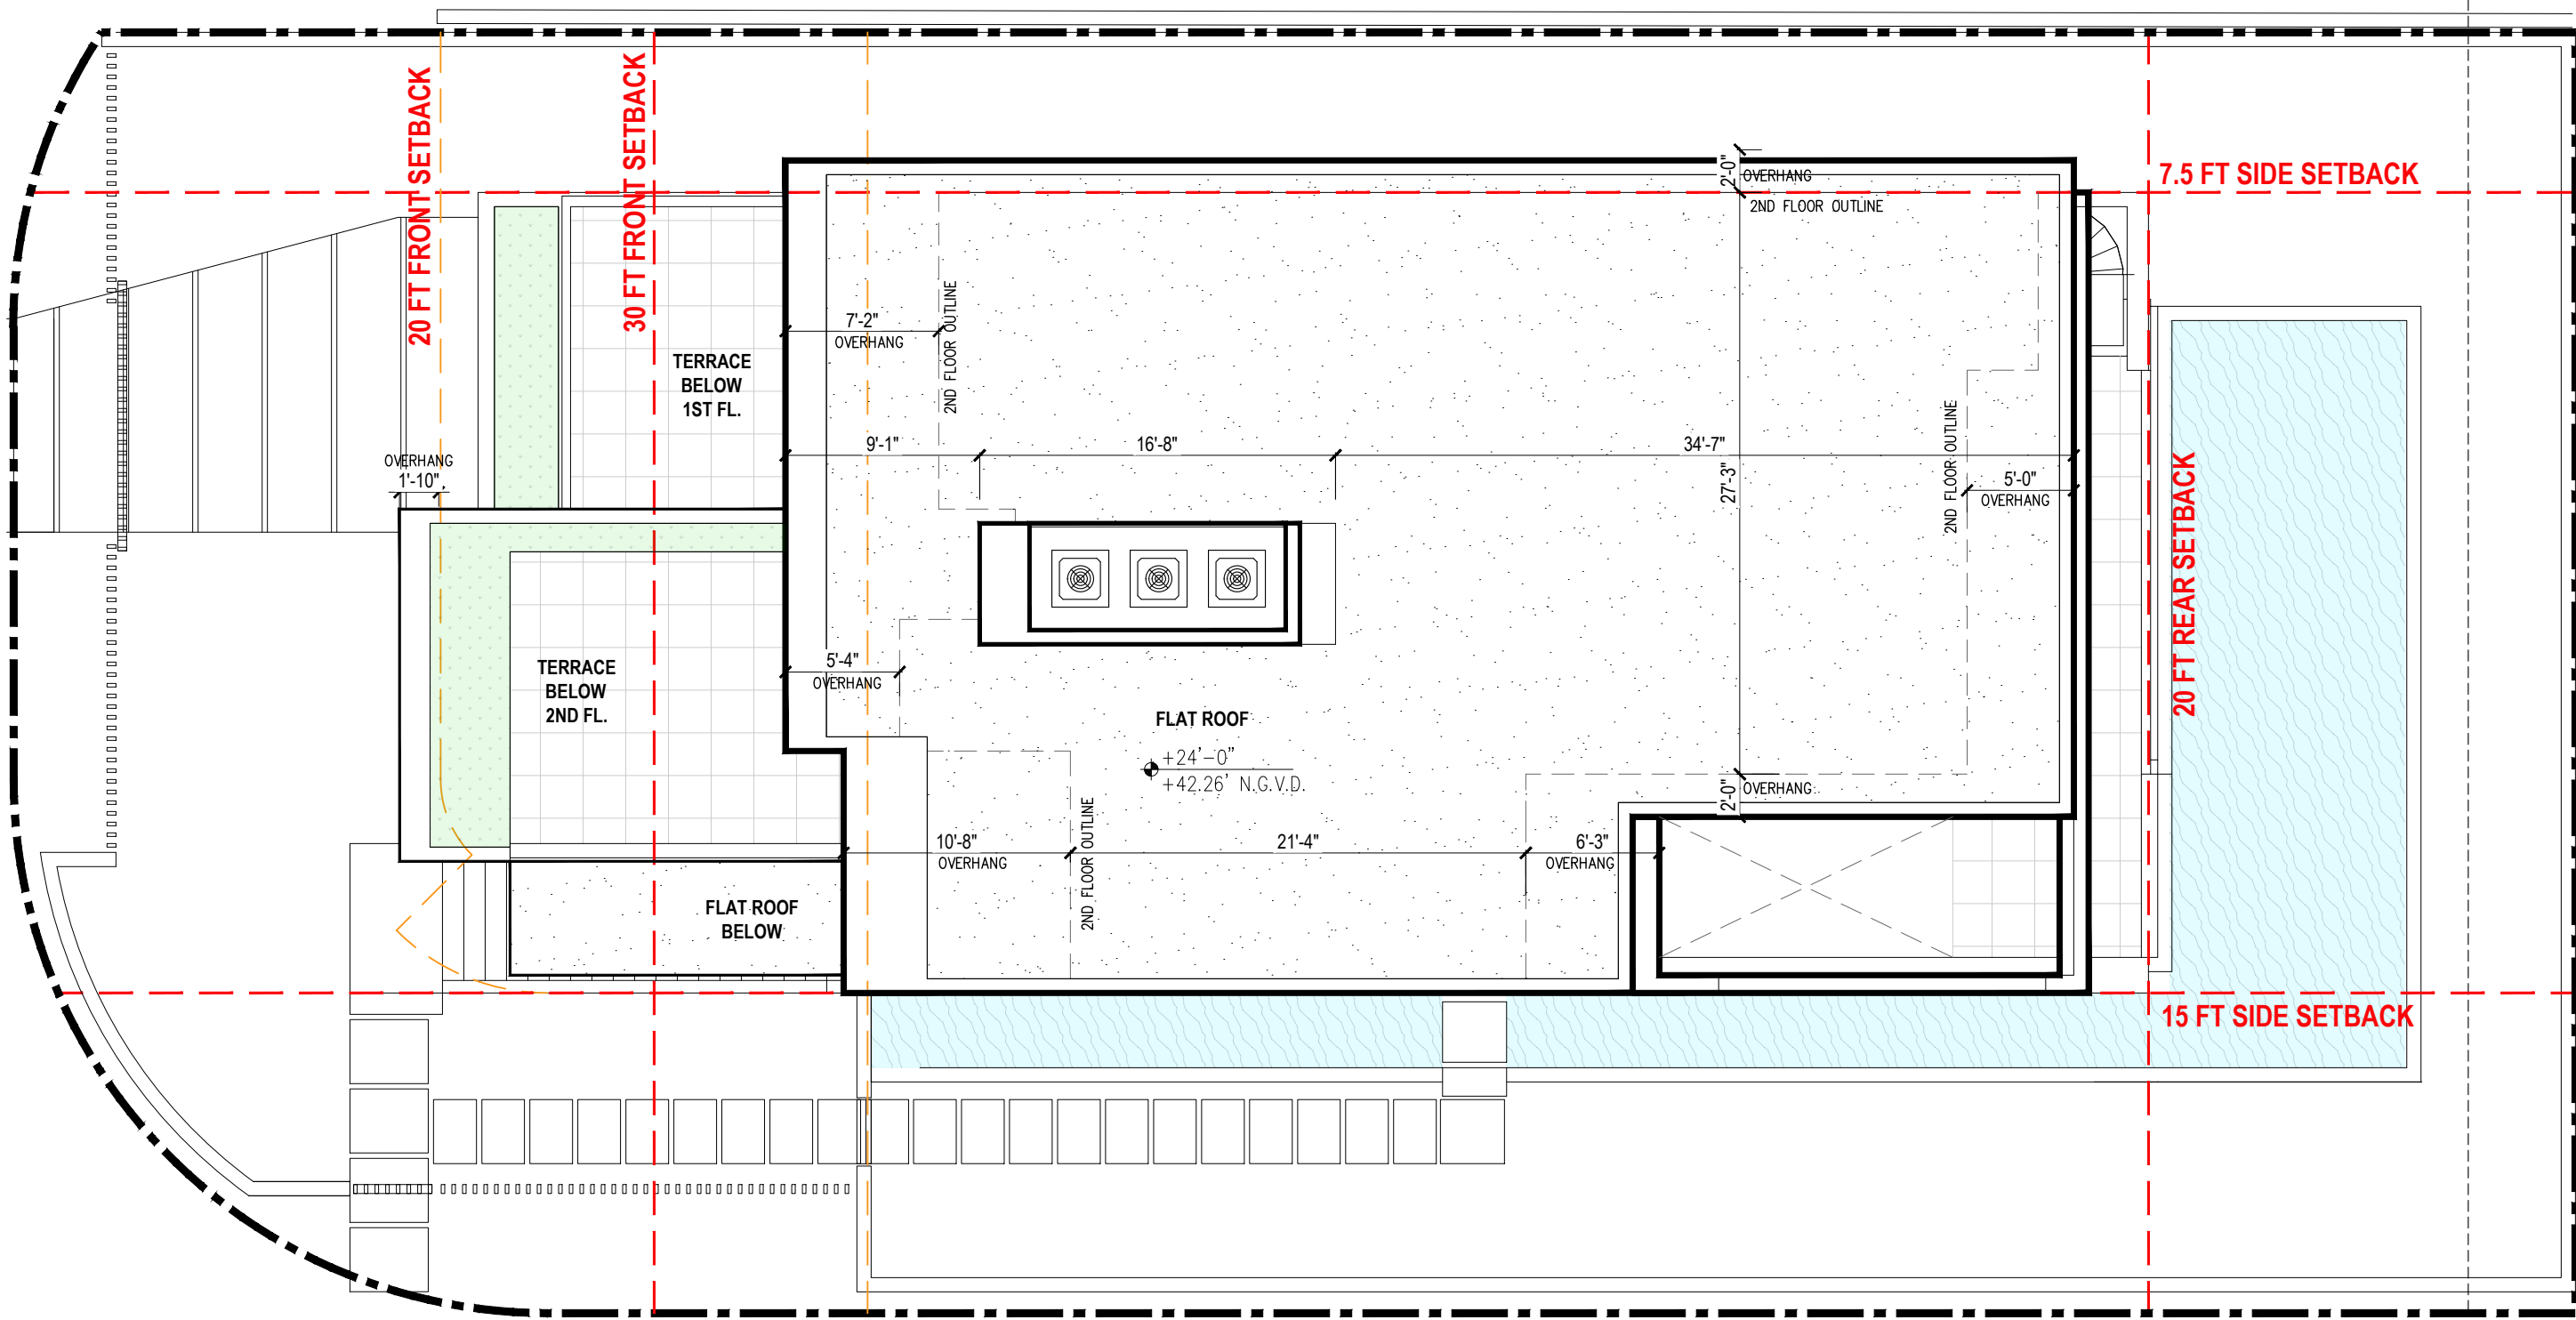 20 FT FRONT SETBACK
30 FT FRONT SETBACK
2'-0"
OVERHANG
2ND FLOOR OUTLINE
7.5 FT SIDE SETBACK
7'-2"
OVERHANG
2ND FLOOR OUTLINE
TERRACE
BELOW
1ST FL.
9'-1"
16'-8"
34'-7"
27'-3"
2ND FLOOR OUTLINE
5'-0"
OVERHANG
OVERHANG
1'-10"
20 FT REAR SETBACK
5'-4"
OVERHANG
TERRACE
BELOW
2ND FL.
FLAT ROOF
+24'-0"
+42.26' N.G.V.D.
2'-0"
OVERHANG
10'-8"
OVERHANG
2ND FLOOR OUTLINE
21'-4"
6'-3"
OVERHANG
FLAT ROOF
BELOW
15 FT SIDE SETBACK